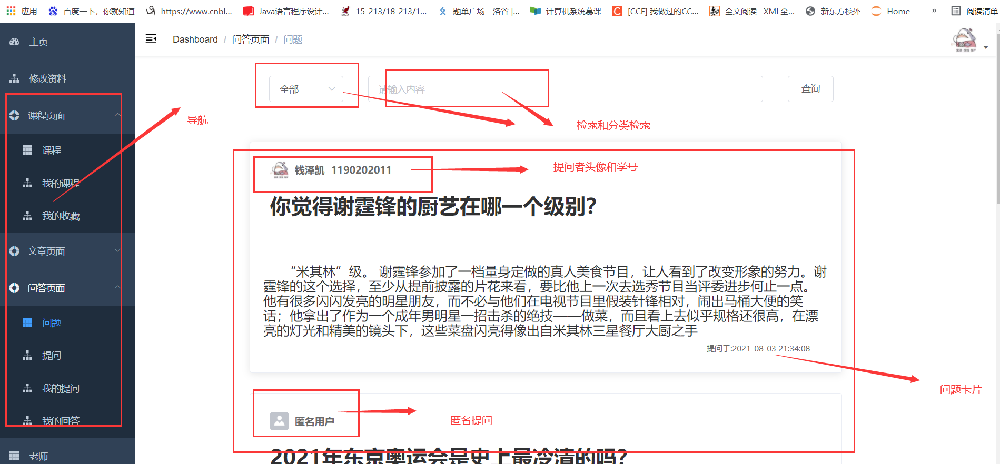 应用
百度一下，你就知道
https://www.cnbl...
Java语言程序设计...
15-213/18-213/1...
题单广场 - 洛谷 |...
计算机系统慕课
[CCF] 我做过的CC...
全文阅读--XML全...
新东方校外
Home
»
阅读清单
主页
修改资料
课程页面
课程
我的课程
我的收藏
文章页面
问答页面
问题
提问
我的提问
我的回答
老师
Dashboard / 问答页面 / 问题
导航
全部
请输入内容
查询
检索和分类检索
钱泽凯 1190202011
提问者头像和学号
你觉得谢霆锋的厨艺在哪一个级别？
“米其林”级。 谢霆锋参加了一档量身定做的真人美食节目，让人看到了改变形象的努力。谢
霆锋的这个选择，至少从提前披露的片花来看，要比他上一次去选秀节目当评委进步何止一点。
他有很多闪闪发亮的明星朋友，而不必与他们在电视节目里假装针锋相对，闹出马桶大便的笑
话；他拿出了作为一个成年男明星一招击杀的绝技——做菜，而且看上去似乎规格还很高，在漂
亮的灯光和精美的镜头下，这些菜盘闪亮得像出自米其林三星餐厅大厨之手
提问于:2021-08-03 21:34:08
问题卡片
匿名用户
匿名提问
2021年东京奥运会是史上最冷清的吗？